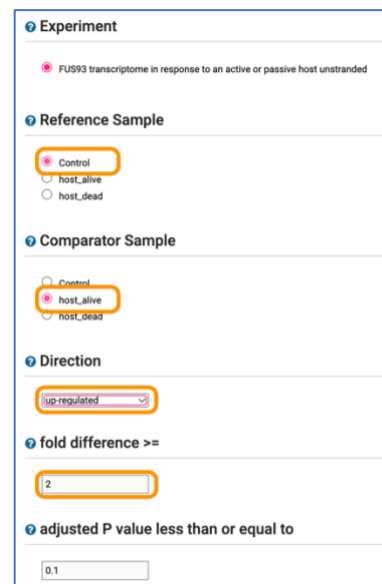 Experiment
FUS93 transcriptome in response to an active or passive host unstranded
Reference Sample
Control
host_alive
host_dead
Comparator Sample
Control
host_alive
host_dead
Direction
up-regulated
fold difference >=
2
adjusted P value less than or equal to
0.1